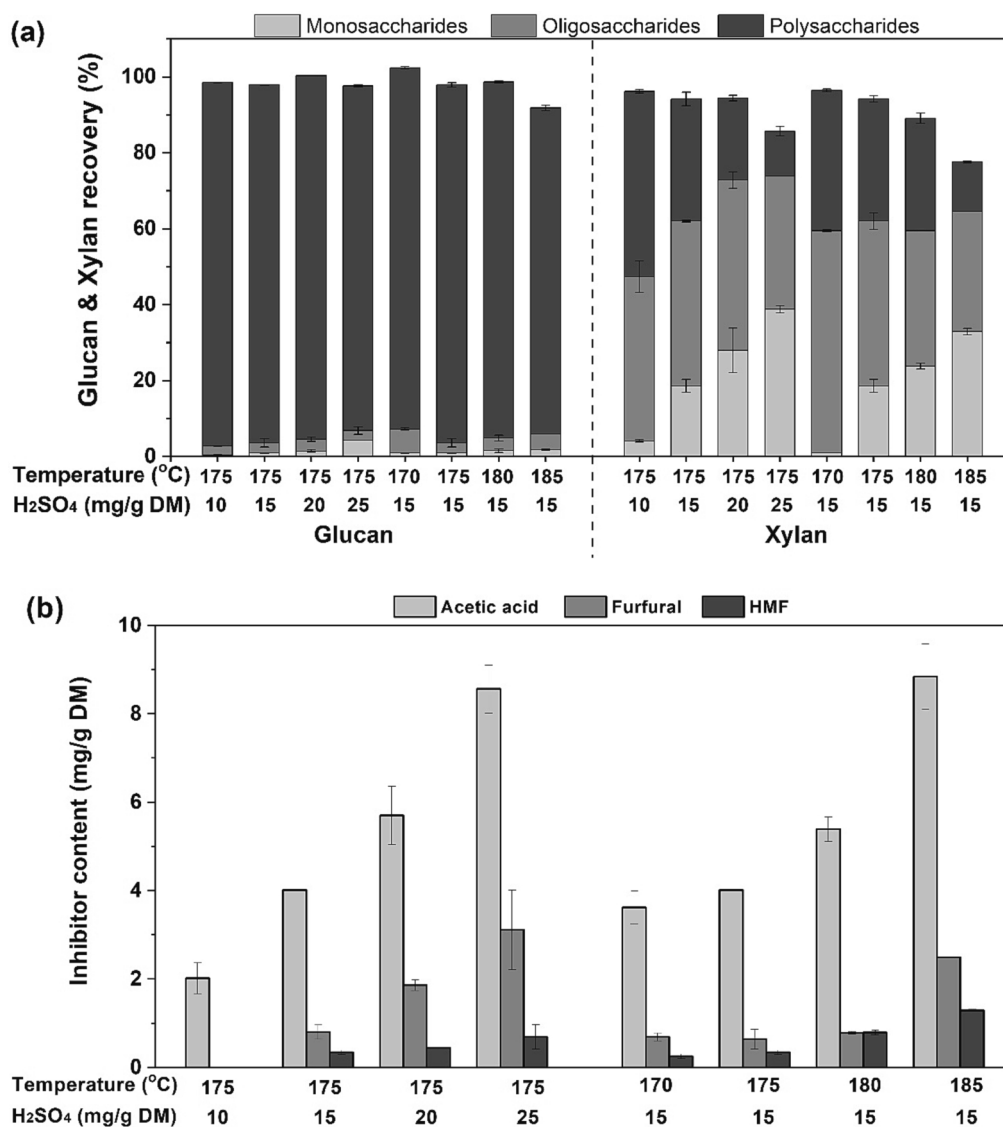 (a)
Monosaccharides Oligosaccharides Polysaccharides
Glucan & Xylan recovery (%)
100
80
60
40
20
0
Temperature (°C) 175 175 175 175 170 175 180 185 175 175 175 175 170 175 180 185
H₂SO₄ (mg/g DM) 10 15 20 25 15 15 15 15 10 15 20 25 15 15 15 15
Glucan Xylan
(b)
Acetic acid Furfural HMF
Inhibitor content (mg/g DM)
10
8
6
4
2
0
Temperature (°C) 175 175 175 175 170 175 180 185
H₂SO₄ (mg/g DM) 10 15 20 25 15 15 15 15